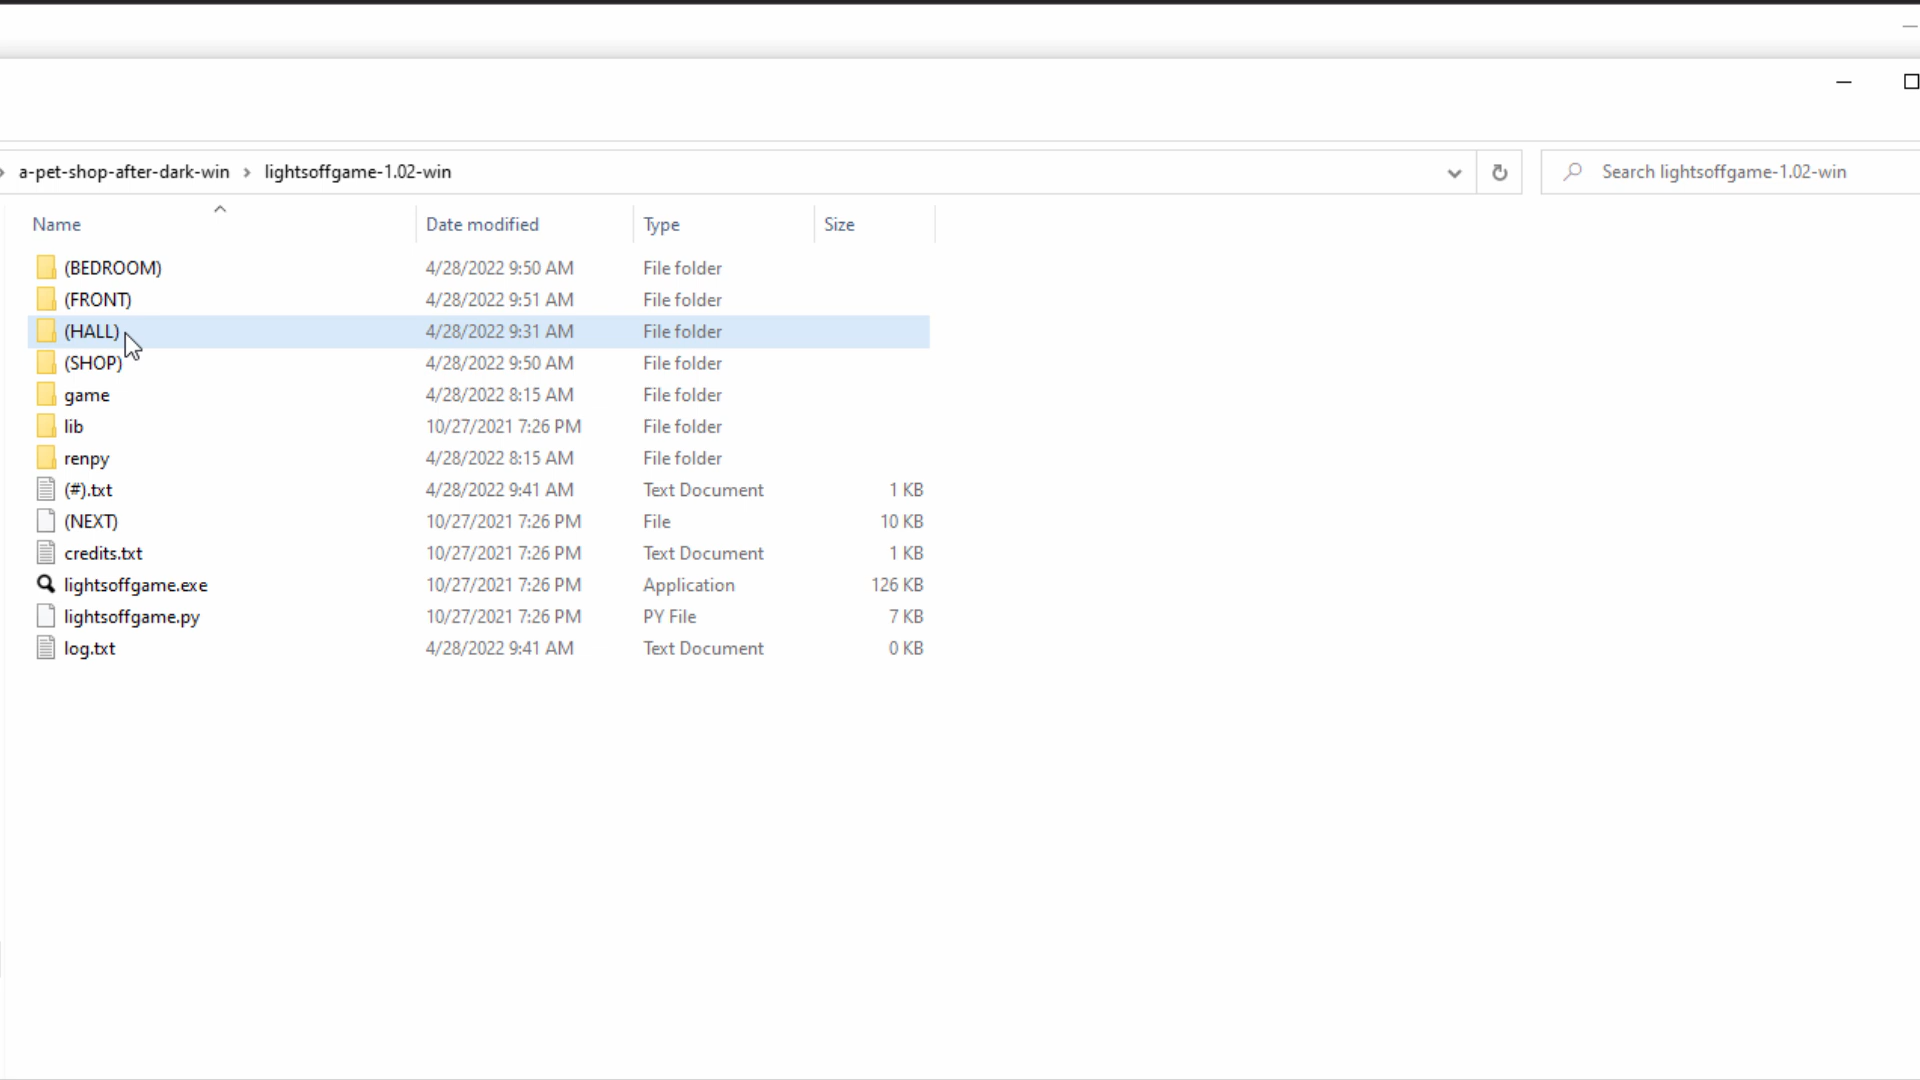 a-pet-shop-after-dark-win > lightsoffgame-1.02-win Search lightsoffgame-1.02-win
Name Date modified Type Size
(BEDROOM) 4/28/2022 9:50 AM File folder
(FRONT) 4/28/2022 9:51 AM File folder
(HALL) 4/28/2022 9:31 AM File folder
(SHOP) 4/28/2022 9:50 AM File folder
game 4/28/2022 8:15 AM File folder
lib 10/27/2021 7:26 PM File folder
renpy 4/28/2022 8:15 AM File folder
(#).txt 4/28/2022 9:41 AM Text Document 1 KB
(NEXT) 10/27/2021 7:26 PM File 10 KB
credits.txt 10/27/2021 7:26 PM Text Document 1 KB
lightsoffgame.exe 10/27/2021 7:26 PM Application 126 KB
lightsoffgame.py 10/27/2021 7:26 PM PY File 7 KB
log.txt 4/28/2022 9:41 AM Text Document 0 KB